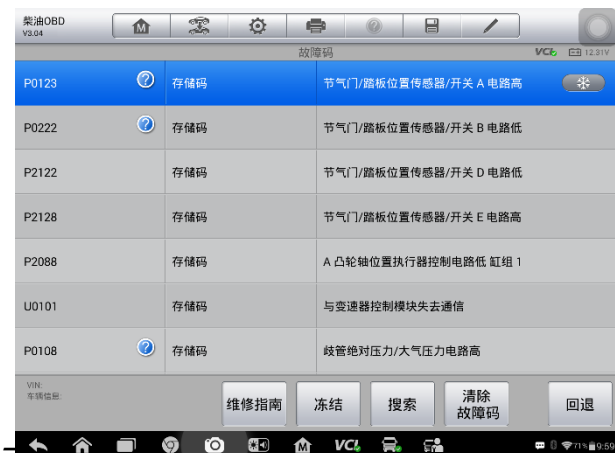 柴油OBD
V3.04
故障码
VCI 12.31V
P0123 存储码 节气门/踏板位置传感器/开关 A 电路高
P0222 存储码 节气门/踏板位置传感器/开关 B 电路低
P2122 存储码 节气门/踏板位置传感器/开关 D 电路低
P2128 存储码 节气门/踏板位置传感器/开关 E 电路高
P2088 存储码 A 凸轮轴位置执行器控制电路低 缸组 1
U0101 存储码 与变速器控制模块失去通信
P0108 存储码 歧管绝对压力/大气压力电路高
VIN:
车辆信息:
维修指南 冻结 搜索 清除
故障码 回退
VCI 71% 9:59